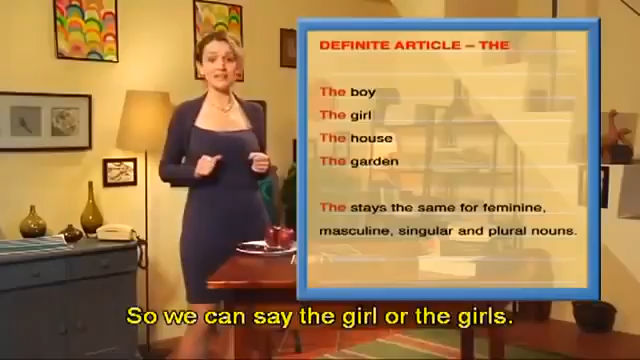 DEFINITE ARTICLE – THE
The boy
The girl
The house
The garden
The stays the same for feminine,
masculine, singular and plural nouns.
So we can say the girl or the girls.